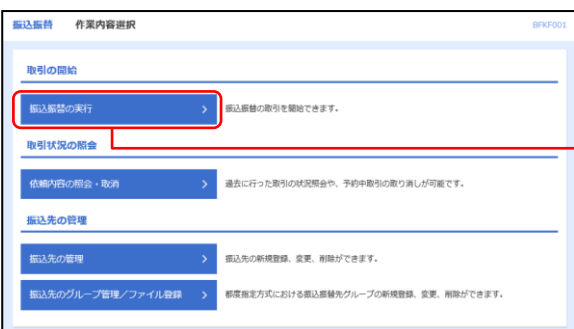 振込振替 作業内容選択 BFKF001
取引の開始
振込振替の実行 振込振替の取引を開始できます。
取引状況の照会
依頼内容の照会・取消 過去に行った取引の状況照会や、予約中取引の取り消しが可能です。
振込先の管理
振込先の管理 振込先の新規登録、変更、削除ができます。
振込先のグループ管理／ファイル登録 都度指定方式における振込振替先グループの新規登録、変更、削除ができます。